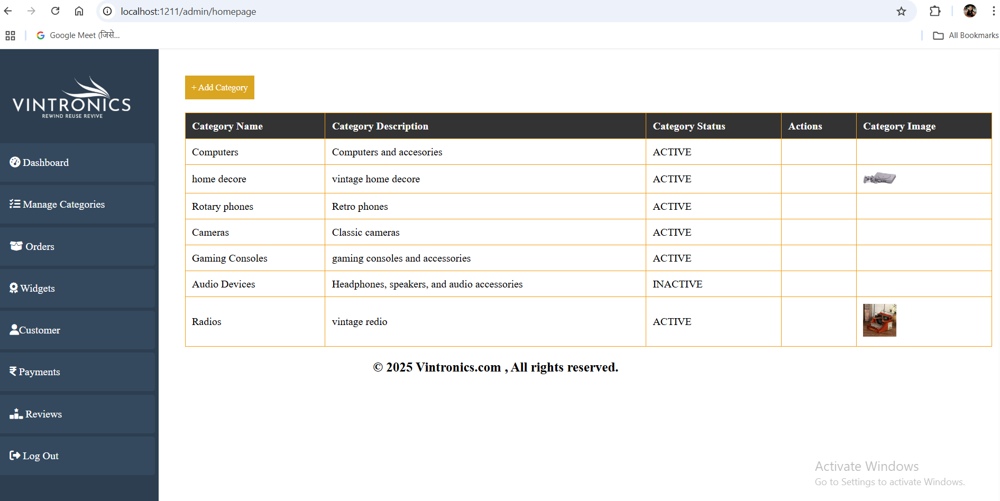 localhost:1211/admin/homepage
Google Meet (जिसे...
All Bookmarks
VINTRONICS
REWIND REUSE REVIVE
Dashboard
Manage Categories
Orders
Widgets
Customer
Payments
Reviews
Log Out
+ Add Category
Category Name Category Description Category Status Actions Category Image
Computers Computers and accesories ACTIVE
home decore vintage home decore ACTIVE
Rotary phones Retro phones ACTIVE
Cameras Classic cameras ACTIVE
Gaming Consoles gaming consoles and accessories ACTIVE
Audio Devices Headphones, speakers, and audio accessories INACTIVE
Radios vintage redio ACTIVE
© 2025 Vintronics.com , All rights reserved.
Activate Windows
Go to Settings to activate Windows.